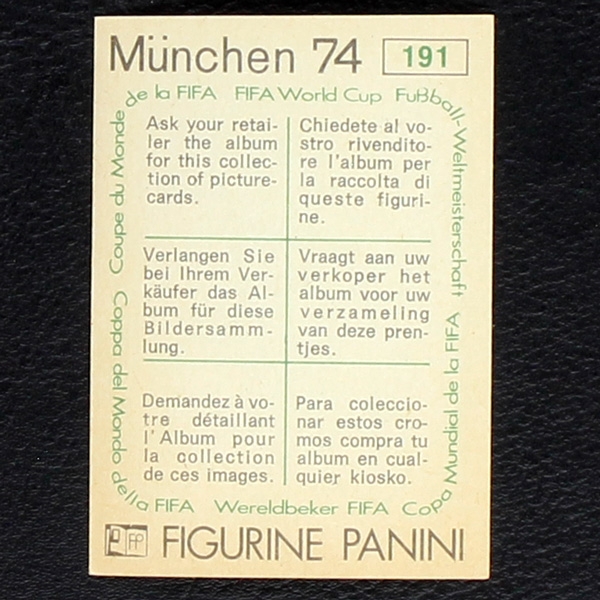 München 74 191
de la FIFA FIFA World Cup Fußball-Weltmeisterschaft
Ask your retai-
ler the album
for this collec-
tion of picture-
cards.
Chiedete al vo-
stro rivendito-
re l'album per
la raccolta di
queste figuri-
ne.
Verlangen Sie
bei Ihrem Ver-
käufer das Al-
bum für diese
Bildersamm-
lung.
Vraagt aan uw
verkoper het
album voor uw
verzameling
van deze pren-
tjes.
Demandez à vo-
tre détaillant
l'Album pour
la collection
de ces images.
Para coleccio-
nar estos cro-
mos compra tu
album en cual-
quier kiosko.
Copa Mundial de la FIFA
Wereldbeker FIFA
Coppa del Mondo della FIFA
Coupe du Monde
FIGURINE PANINI